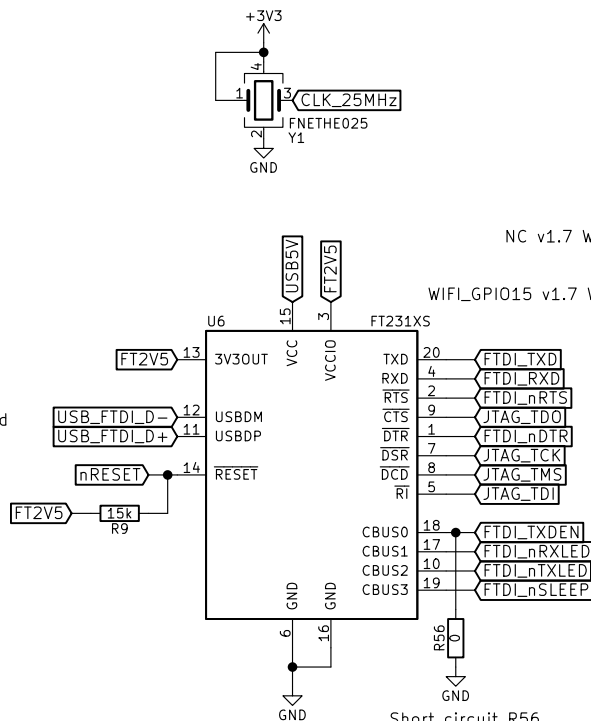 +3V3
4
1
3
CLK_25MHz
FNETHE025
Y1
2
GND
NC v1.7 W
WIFI_GPIO15 v1.7 W
USB5V
FT2V5
15
3
U6
FT231XS
FT2V5
13
3V3OUT
VCC
VCCIO
TXD
20
FTDI_TXD
RXD
4
FTDI_RXD
RTS
2
FTDI_nRTS
d
USB_FTDI_D-
12
USBDM
CTS
9
JTAG_TDO
USB_FTDI_D+
11
USBDP
DTR
1
FTDI_nDTR
DSR
7
JTAG_TCK
nRESET
14
RESET
DCD
8
JTAG_TMS
RI
5
JTAG_TDI
FT2V5
15k
R9
CBUS0
18
FTDI_TXDEN
CBUS1
17
FTDI_nRXLED
CBUS2
10
FTDI_nTXLED
CBUS3
19
FTDI_nSLEEP
GND
GND
6
16
R56
0
GND
GND
Short circuit R56